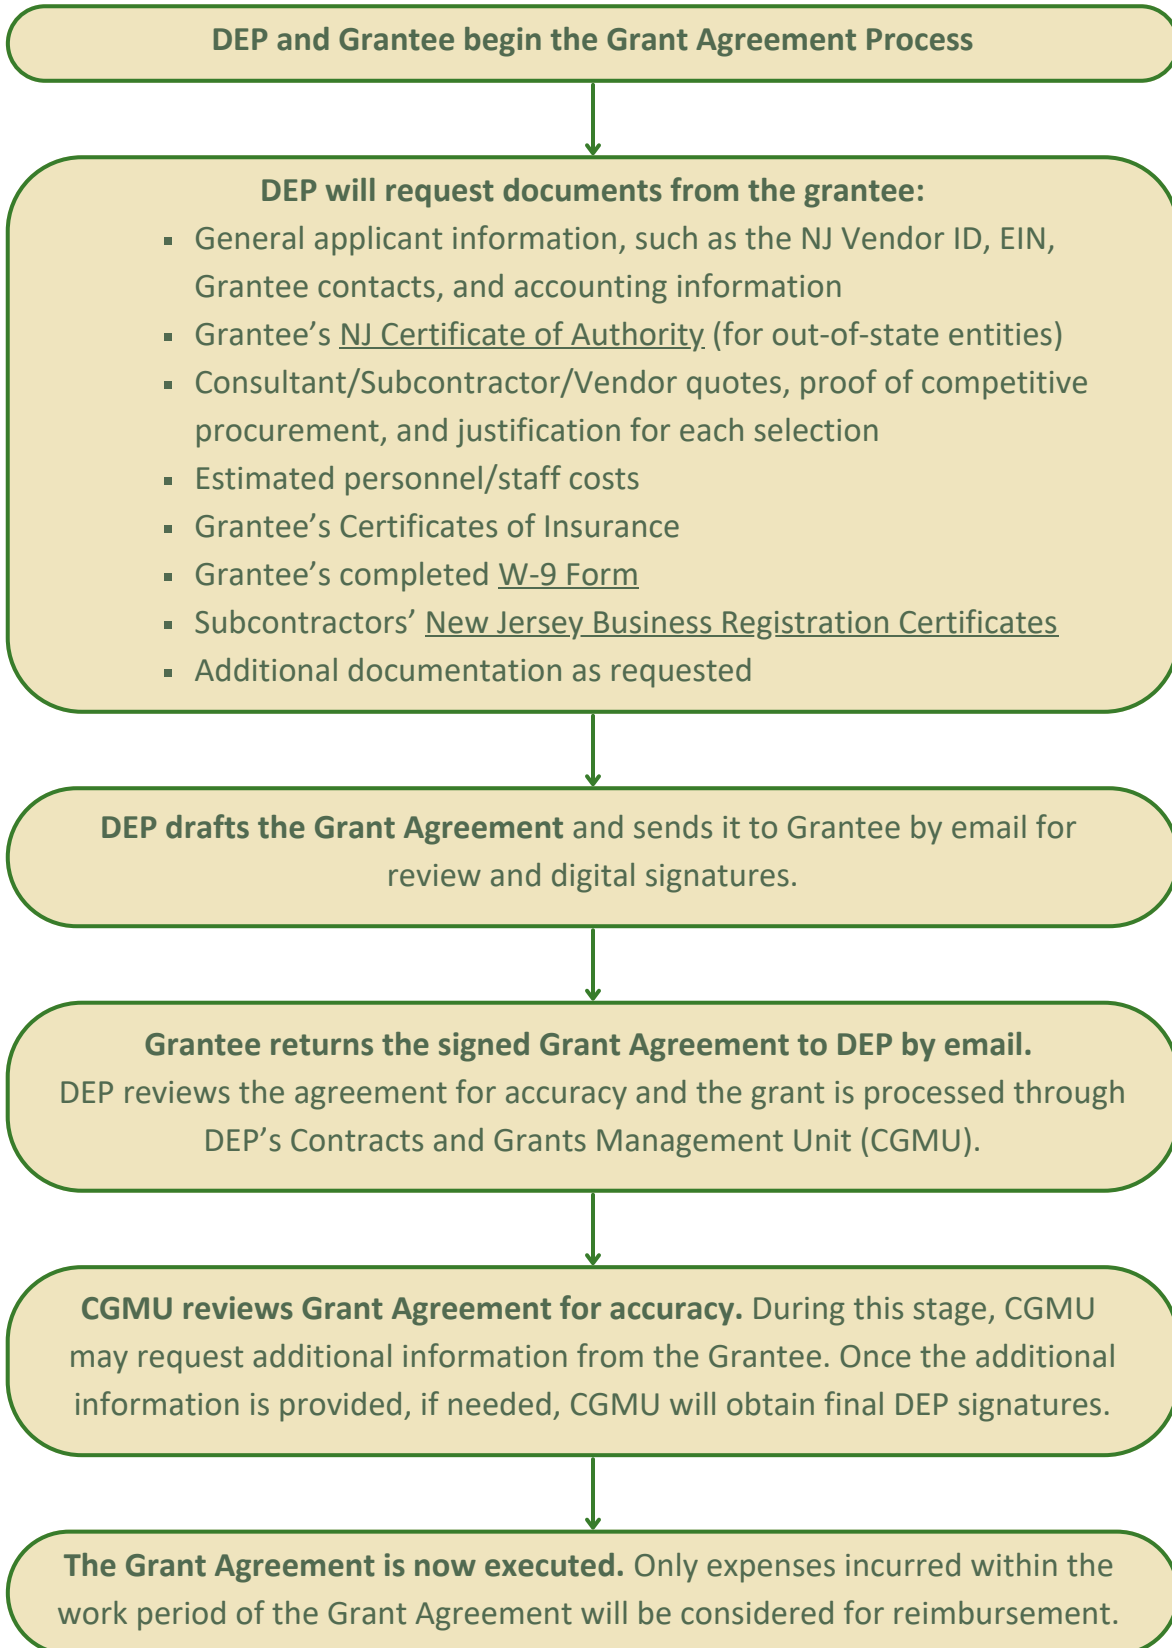 DEP and Grantee begin the Grant Agreement Process
DEP will request documents from the grantee:
▪ General applicant information, such as the NJ Vendor ID, EIN,
Grantee contacts, and accounting information
▪ Grantee’s NJ Certificate of Authority (for out-of-state entities)
▪ Consultant/Subcontractor/Vendor quotes, proof of competitive
procurement, and justification for each selection
▪ Estimated personnel/staff costs
▪ Grantee’s Certificates of Insurance
▪ Grantee’s completed W-9 Form
▪ Subcontractors’ New Jersey Business Registration Certificates
▪ Additional documentation as requested
DEP drafts the Grant Agreement and sends it to Grantee by email for
review and digital signatures.
Grantee returns the signed Grant Agreement to DEP by email.
DEP reviews the agreement for accuracy and the grant is processed through
DEP’s Contracts and Grants Management Unit (CGMU).
CGMU reviews Grant Agreement for accuracy. During this stage, CGMU
may request additional information from the Grantee. Once the additional
information is provided, if needed, CGMU will obtain final DEP signatures.
The Grant Agreement is now executed. Only expenses incurred within the
work period of the Grant Agreement will be considered for reimbursement.